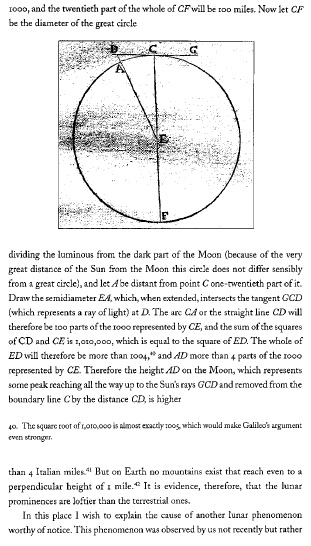 1000, and the twentieth part of the whole of CF will be 100 miles. Now let CF
be the diameter of the great circle
D C G
A
E
F
dividing the luminous from the dark part of the Moon (because of the very
great distance of the Sun from the Moon this circle does not differ sensibly
from a great circle), and let A be distant from point C one-twentieth part of it.
Draw the semidiameter EA, which, when extended, intersects the tangent GCD
(which represents a ray of light) at D. The arc CA or the straight line CD will
therefore be 100 parts of the 1000 represented by CE, and the sum of the squares
of CD and CE is 1,010,000, which is equal to the square of ED. The whole of
ED will therefore be more than 1004,⁴⁰ and AD more than 4 parts of the 1000
represented by CE. Therefore the height AD on the Moon, which represents
some peak reaching all the way up to the Sun's rays GCD and removed from the
boundary line C by the distance CD, is higher
40. The square root of 1,010,000 is almost exactly 1005, which would make Galileo's argument
even stronger.
than 4 Italian miles.⁴¹ But on Earth no mountains exist that reach even to a
perpendicular height of 1 mile.⁴² It is evidence, therefore, that the lunar
prominences are loftier than the terrestrial ones.
In this place I wish to explain the cause of another lunar phenomenon
worthy of notice. This phenomenon was observed by us not recently but rather